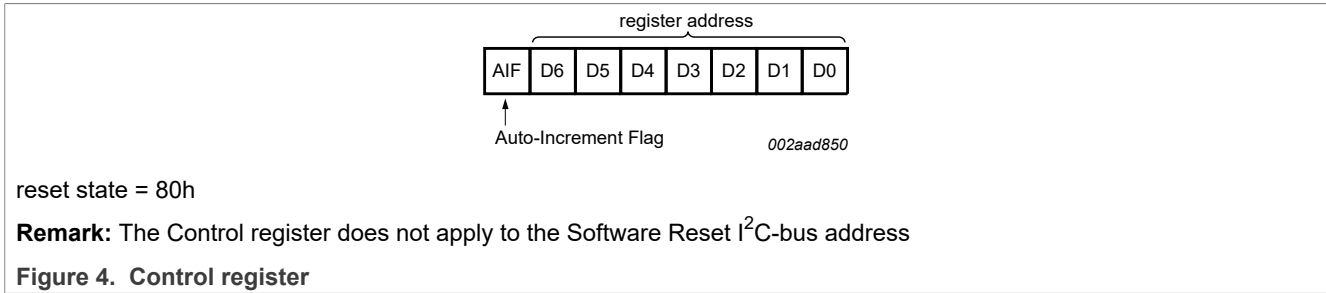 register address
AIF D6 D5 D4 D3 D2 D1 D0
Auto-Increment Flag
002aad850
reset state = 80h
Remark: The Control register does not apply to the Software Reset I²C-bus address
Figure 4. Control register